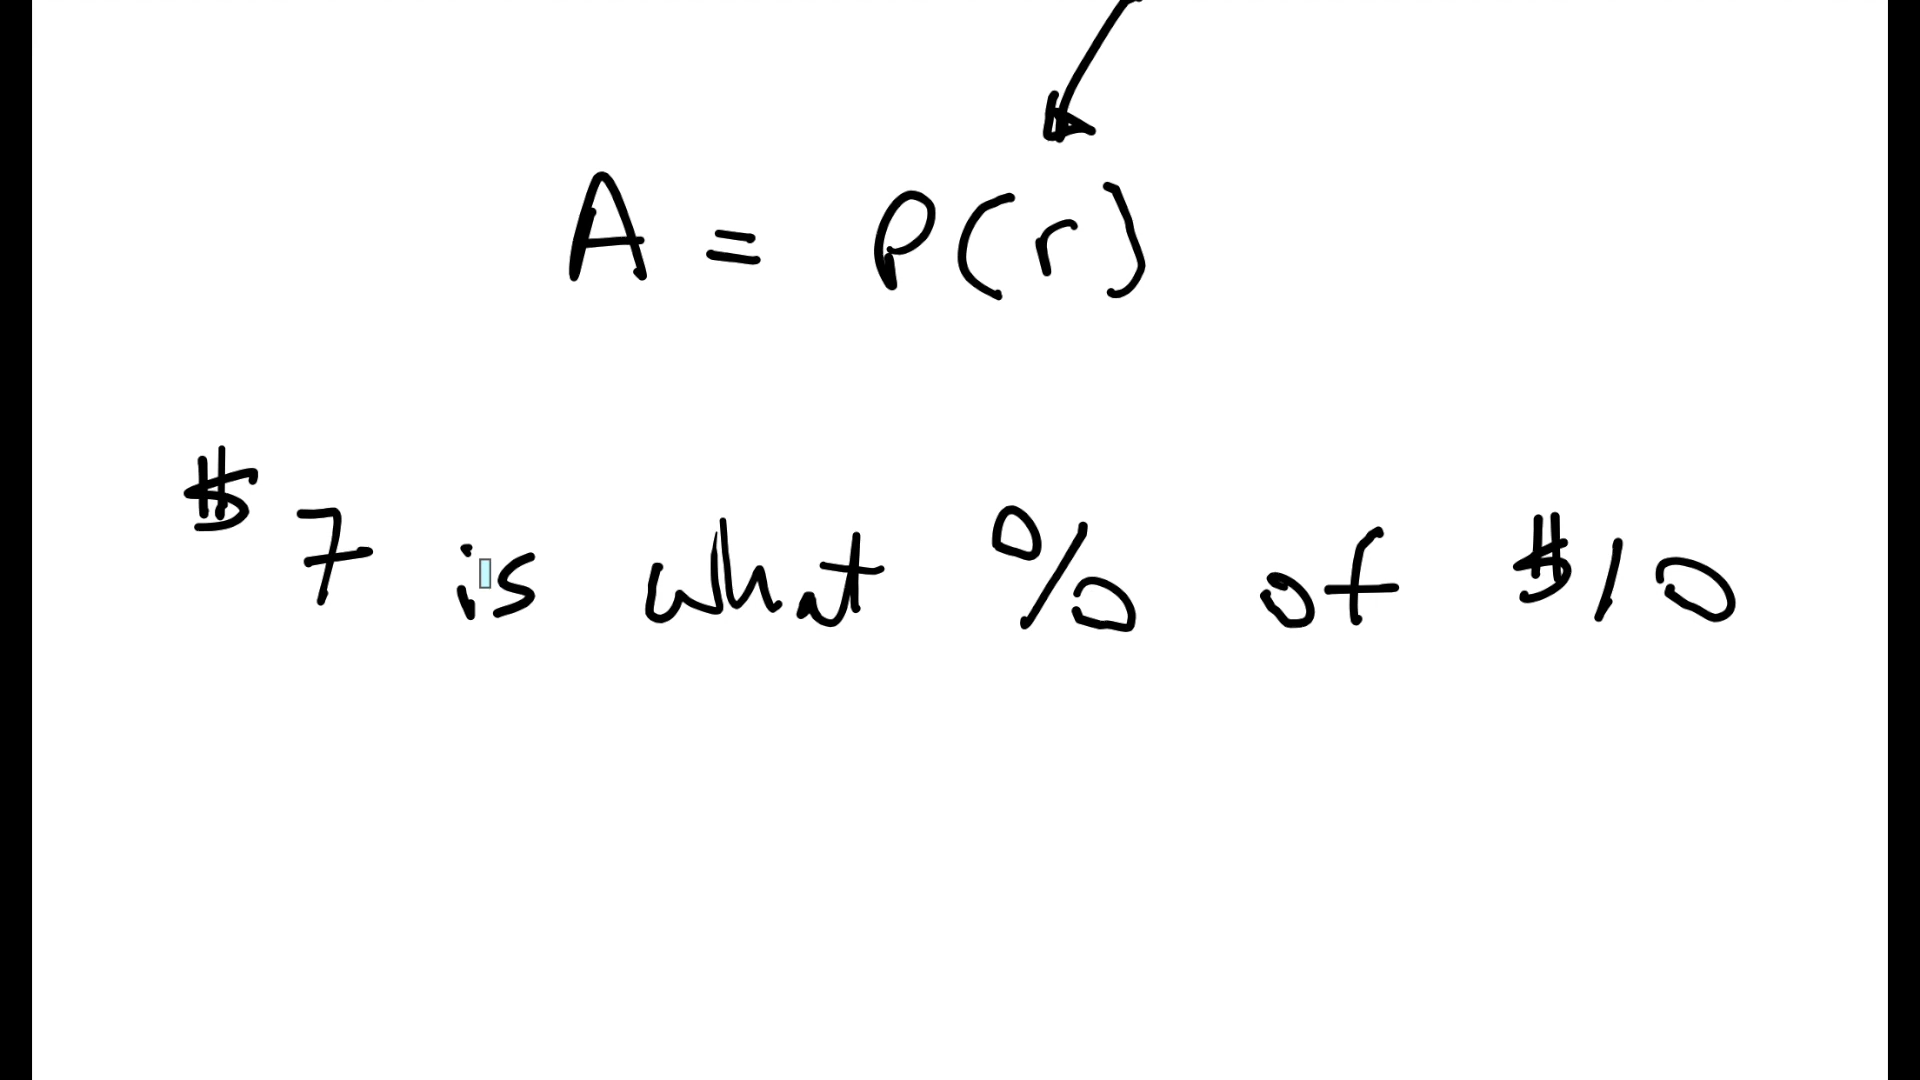 A = P(r)
$7 is what % of $10